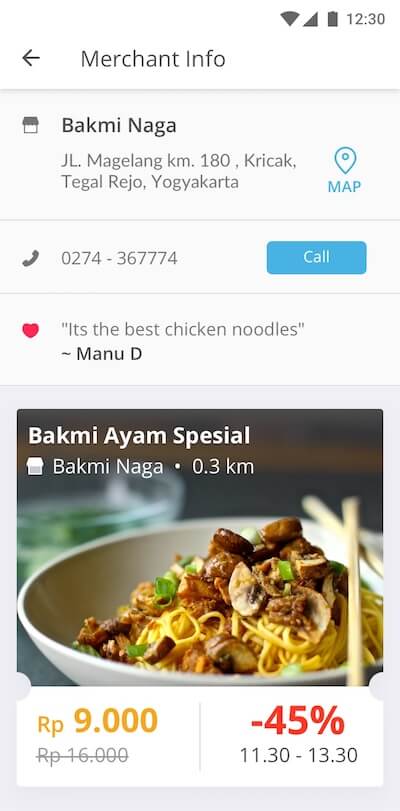 12:30
Merchant Info
Bakmi Naga
JL. Magelang km. 180 , Kricak,
Tegal Rejo, Yogyakarta
MAP
0274 - 367774
Call
"Its the best chicken noodles"
~ Manu D
Bakmi Ayam Spesial
Bakmi Naga • 0.3 km
Rp 9.000
Rp 16.000
-45%
11.30 - 13.30